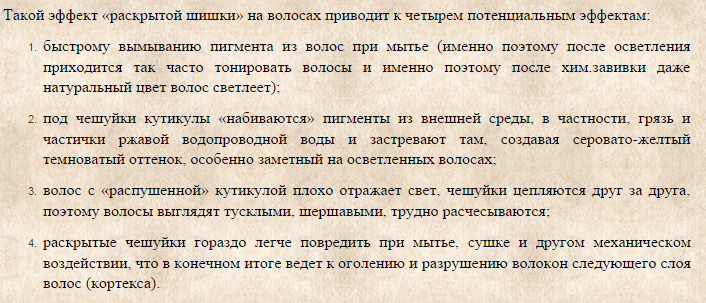 Такой эффект «раскрытой шишки» на волосах приводит к четырем потенциальным эффектам:
1. быстрому вымыванию пигмента из волос при мытье (именно поэтому после осветления
приходится так часто тонировать волосы и именно поэтому после хим.завивки даже
натуральный цвет волос светлеет);
2. под чешуйки кутикулы «набиваются» пигменты из внешней среды, в частности, грязь и
частички ржавой водопроводной воды и застревают там, создавая серовато-желтый
темноватый оттенок, особенно заметный на осветленных волосах;
3. волос с «распушенной» кутикулой плохо отражает свет, чешуйки цепляются друг за друга,
поэтому волосы выглядят тусклыми, шершавыми, трудно расчесываются;
4. раскрытые чешуйки гораздо легче повредить при мытье, сушке и другом механическом
воздействии, что в конечном итоге ведет к оголению и разрушению волокон следующего слоя
волос (кортекса).